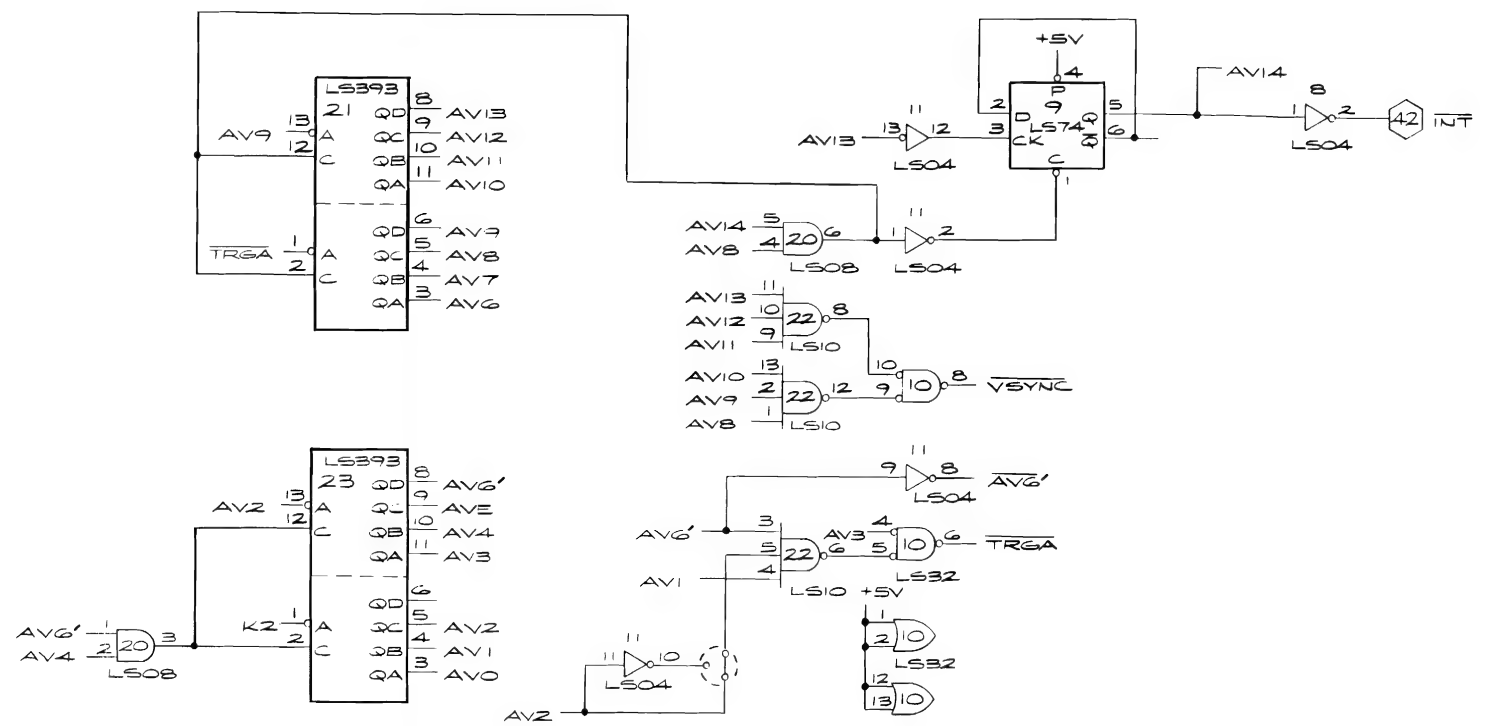 LS393
21
AV9 13 A QD 8 AV13
12 C QC 9 AV12
QB 10 AV11
QA 11 AV10
QD 6 AV9
TRGA 1 A QC 5 AV8
2 C QB 4 AV7
QA 3 AV6
+5V
4
P
9
LS74
2 D Q 5 AV14
3 CK Q 6
C
1
AV13 13 11 12
LS04
8
1 2 42 INT
LS04
AV14 5
AV8 4
20 6
LS08
11
1 2
LS04
AV13 11
AV12 10
AV11 9
22 8
LS10
AV10 13
AV9 2
AV8 1
22 12
LS10
10
9
10 8 VSYNC
LS393
23
AV2 13 A QD 8 AV6'
12 C QC 9 AVE
QB 10 AV4
QA 11 AV3
QD 6
K2 1 A QC 5 AV2
2 C QB 4 AV1
QA 3 AV0
AV6' 1
AV4 2
20 3
LS08
11
9 8 AV6'
LS04
AV6' 3
5
AV1 4
22 6
LS10
AV3 4
5
10 6 TRGA
LS32
11
11 10
LS04
AV2
+5V
1
2
10
LS32
12
13
10